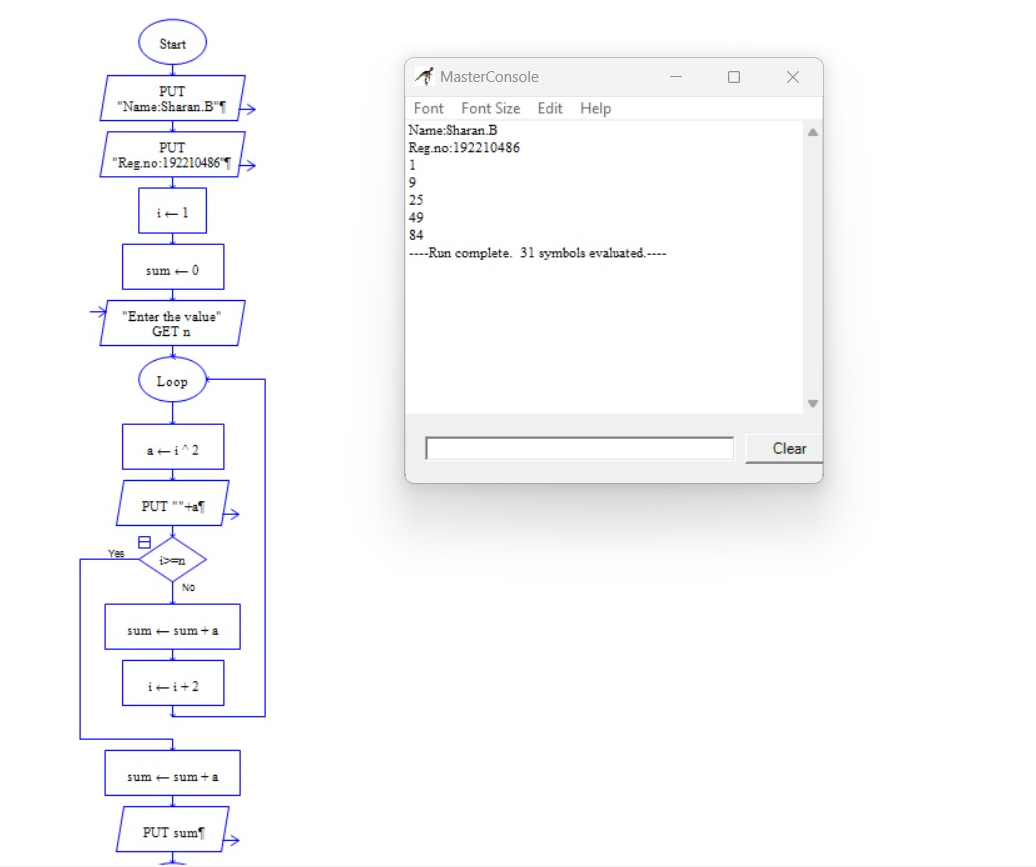 Start
PUT
"Name:Sharan.B"¶
PUT
"Reg.no:192210486"¶
i ← 1
sum ← 0
"Enter the value"
GET n
Loop
a ← i ^ 2
PUT ""+a¶
Yes
i>=n
No
sum ← sum + a
i ← i + 2
sum ← sum + a
PUT sum¶
MasterConsole
Font Font Size Edit Help
Name:Sharan.B
Reg.no:192210486
1
9
25
49
84
----Run complete. 31 symbols evaluated.----
Clear